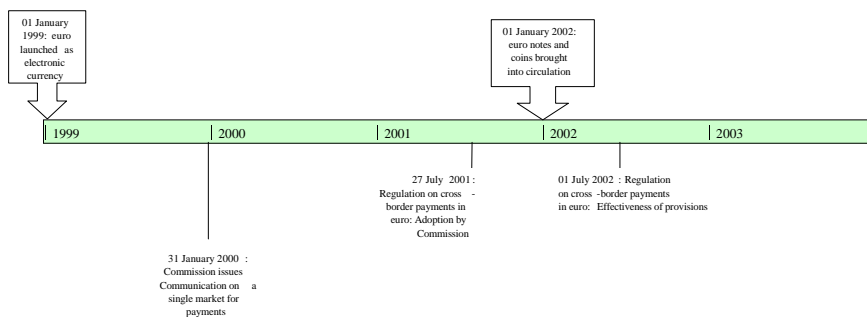 01 January
1999: euro
launched as
electronic
currency
01 January 2002:
euro notes and
coins brought
into circulation
1999
2000
2001
2002
2003
27 July 2001:
Regulation on cross -
border payments in
euro: Adoption by
Commission
01 July 2002 : Regulation
on cross -border payments
in euro: Effectiveness of provisions
31 January 2000 :
Commission issues
Communication on a
single market for
payments